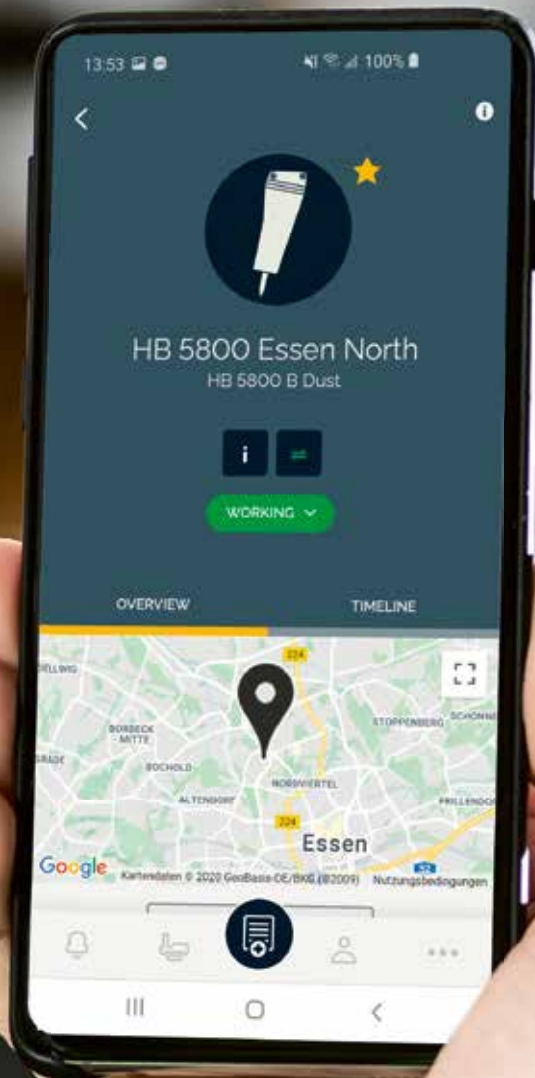 13:53
100%
HB 5800 Essen North
HB 5800 B Dust
i
WORKING
OVERVIEW
TIMELINE
224
BORBECK
-MITTE
STOPPENBERG
BOCHOLD
NORDVIERTEL
ALTENDORF
224
Essen
52
Google
Kartendaten © 2020 GeoBasis-DE/BKG (©2009)
Nutzungsbedingungen